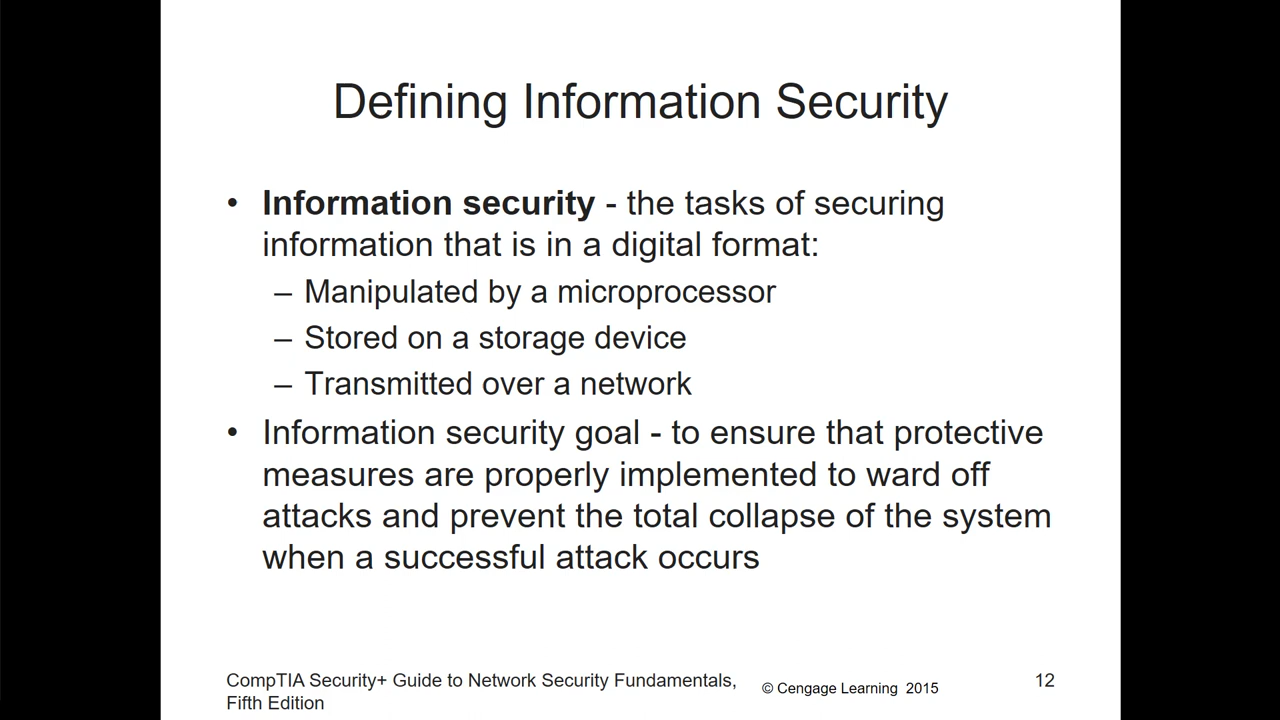 Defining Information Security
• Information security - the tasks of securing
information that is in a digital format:
– Manipulated by a microprocessor
– Stored on a storage device
– Transmitted over a network
• Information security goal - to ensure that protective
measures are properly implemented to ward off
attacks and prevent the total collapse of the system
when a successful attack occurs
CompTIA Security+ Guide to Network Security Fundamentals,
Fifth Edition
© Cengage Learning 2015
12